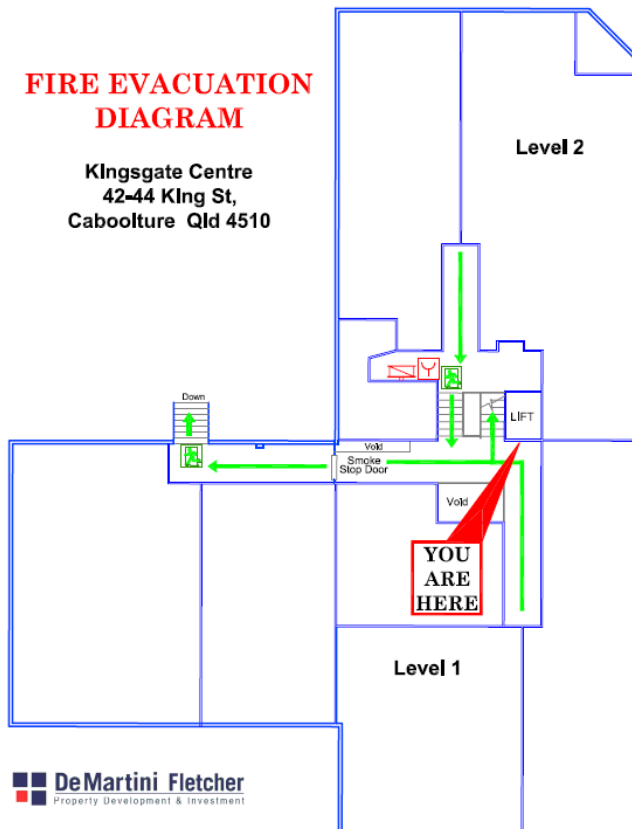 FIRE EVACUATION
DIAGRAM
KIngsgate Centre
42-44 KIng St,
Caboolture Qld 4510
Level 2
Down
LIFT
Void
Smoke
Stop Door
Void
YOU
ARE
HERE
Level 1
DeMartini Fletcher
Property Development & Investment